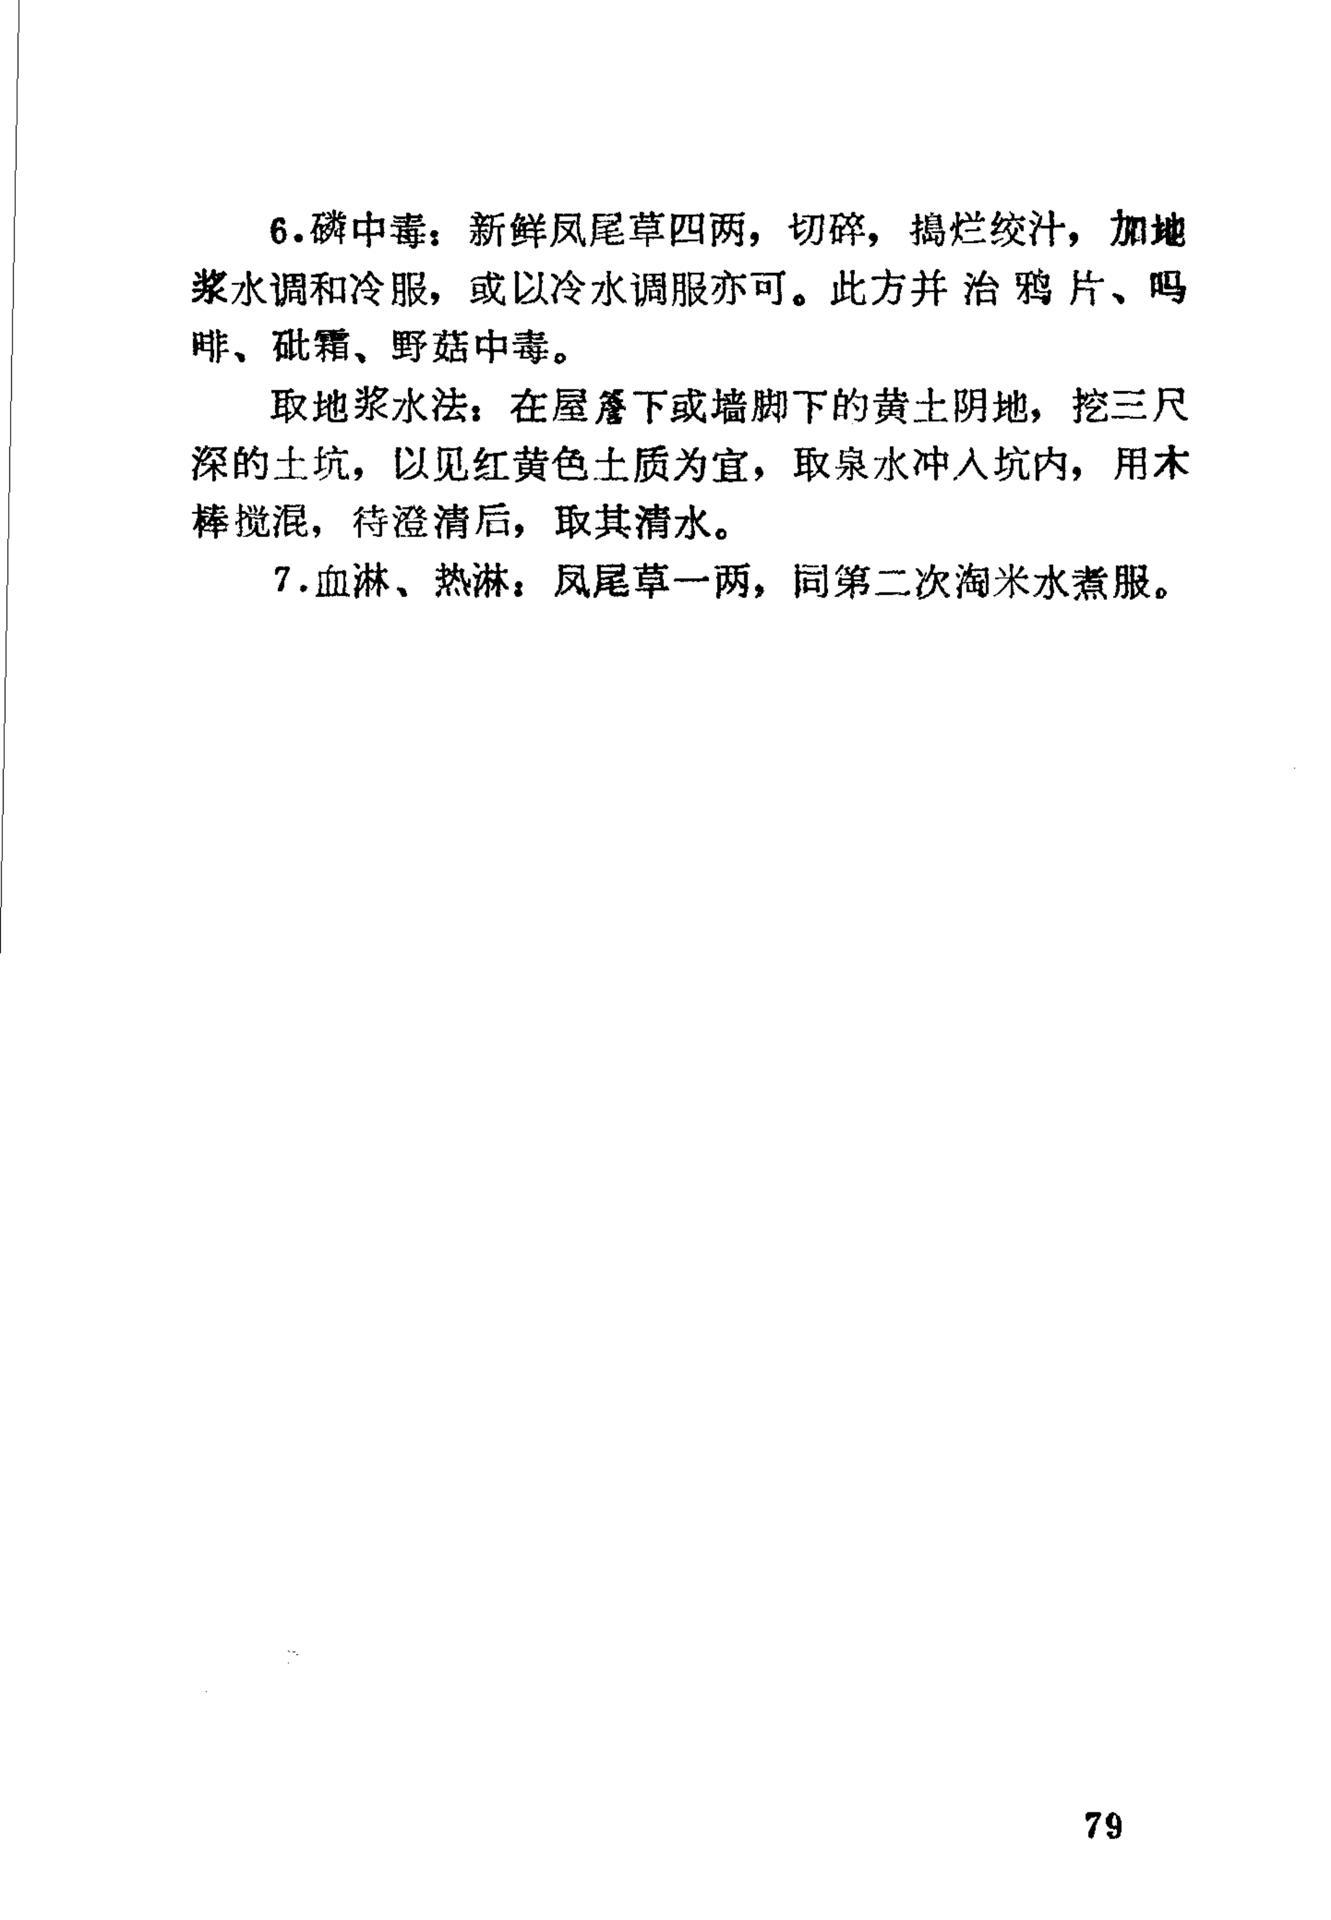 6.磷中毒：新鲜凤尾草四两，切碎，捣烂绞汁，加地
浆水调和冷服，或以冷水调服亦可。此方并治鸦片、吗
啡、砒霜、野菇中毒。
取地浆水法：在屋簷下或墙脚下的黄土阴地，挖三尺
深的土坑，以见红黄色土质为宜，取泉水冲入坑内，用木
棒搅混，待澄清后，取其清水。
7.血淋、热淋：凤尾草一两，同第二次淘米水煮服。
79